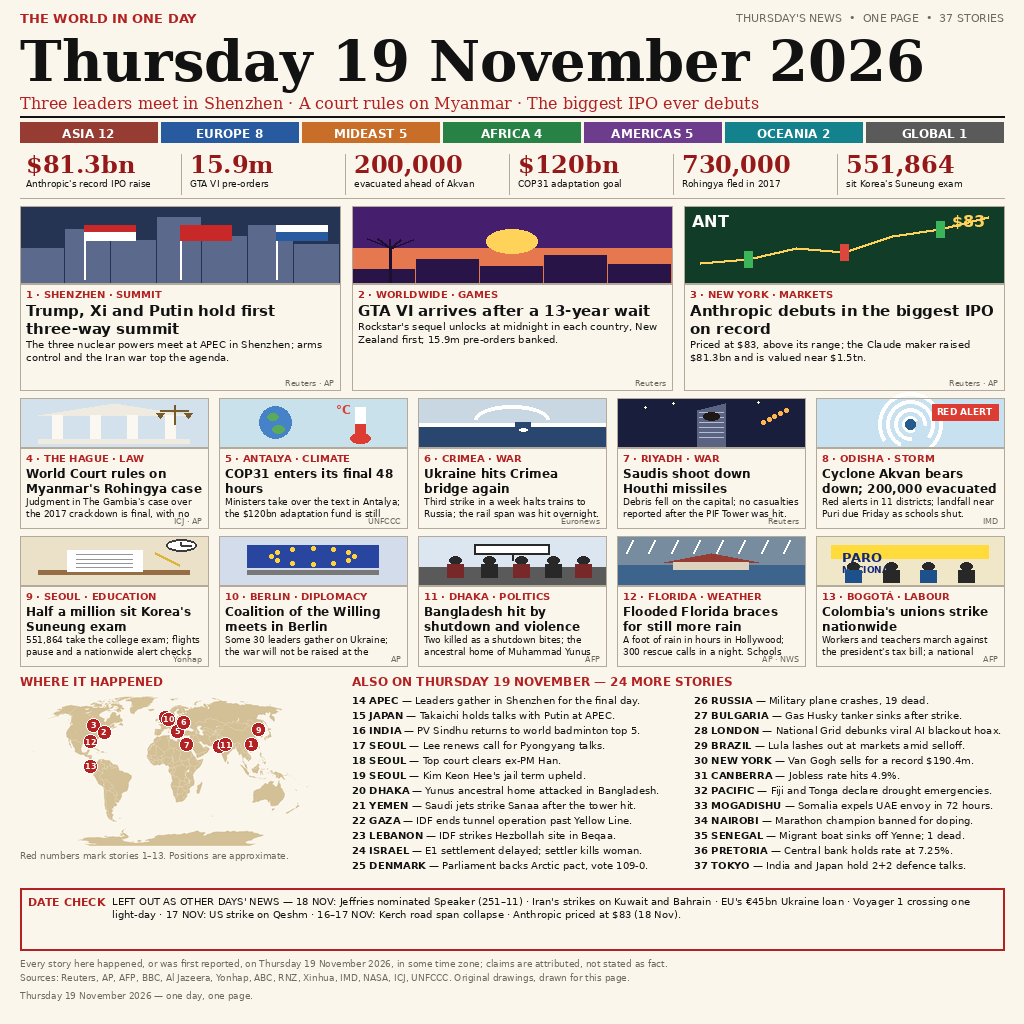 THE WORLD IN ONE DAY
THURSDAY'S NEWS • ONE PAGE • 37 STORIES
Thursday 19 November 2026
Three leaders meet in Shenzhen · A court rules on Myanmar · The biggest IPO ever debuts
ASIA 12
EUROPE 8
MIDEAST 5
AFRICA 4
AMERICAS 5
OCEANIA 2
GLOBAL 1
$81.3bn
Anthropic's record IPO raise
15.9m
GTA VI pre-orders
200,000
evacuated ahead of Akvan
$120bn
COP31 adaptation goal
730,000
Rohingya fled in 2017
551,864
sit Korea's Suneung exam
1 · SHENZHEN · SUMMIT
Trump, Xi and Putin hold first
three-way summit
The three nuclear powers meet at APEC in Shenzhen; arms
control and the Iran war top the agenda.
Reuters · AP
2 · WORLDWIDE · GAMES
GTA VI arrives after a 13-year wait
Rockstar's sequel unlocks at midnight in each country, New
Zealand first; 15.9m pre-orders banked.
Reuters
ANT
$83
3 · NEW YORK · MARKETS
Anthropic debuts in the biggest IPO
on record
Priced at $83, above its range; the Claude maker raised
$81.3bn and is valued near $1.5tn.
Reuters · AP
4 · THE HAGUE · LAW
World Court rules on
Myanmar's Rohingya case
Judgment in The Gambia's case over
the 2017 crackdown is final, with no
ICJ · AP
°C
5 · ANTALYA · CLIMATE
COP31 enters its final 48
hours
Ministers take over the text in Antalya;
the $120bn adaptation fund is still
UNFCCC
6 · CRIMEA · WAR
Ukraine hits Crimea
bridge again
Third strike in a week halts trains to
Russia; the rail span was hit overnight.
Euronews
7 · RIYADH · WAR
Saudis shoot down
Houthi missiles
Debris fell on the capital; no casualties
reported after the PIF Tower was hit.
Reuters
RED ALERT
8 · ODISHA · STORM
Cyclone Akvan bears
down; 200,000 evacuated
Red alerts in 11 districts; landfall near
Puri due Friday as schools shut.
IMD
9 · SEOUL · EDUCATION
Half a million sit Korea's
Suneung exam
551,864 take the college exam; flights
pause and a nationwide alert checks
Yonhap
10 · BERLIN · DIPLOMACY
Coalition of the Willing
meets in Berlin
Some 30 leaders gather on Ukraine;
the war will not be raised at the
AP
11 · DHAKA · POLITICS
Bangladesh hit by
shutdown and violence
Two killed as a shutdown bites; the
ancestral home of Muhammad Yunus
AFP
12 · FLORIDA · WEATHER
Flooded Florida braces
for still more rain
A foot of rain in hours in Hollywood;
300 rescue calls in a night. Schools
AP · NWS
PARO
13 · BOGOTÁ · LABOUR
Colombia's unions strike
nationwide
Workers and teachers march against
the president's tax bill; a national
AFP
WHERE IT HAPPENED
3
2
12
13
10
6
5
7
11
9
1
Red numbers mark stories 1–13. Positions are approximate.
ALSO ON THURSDAY 19 NOVEMBER — 24 MORE STORIES
14 APEC — Leaders gather in Shenzhen for the final day.
15 JAPAN — Takaichi holds talks with Putin at APEC.
16 INDIA — PV Sindhu returns to world badminton top 5.
17 SEOUL — Lee renews call for Pyongyang talks.
18 SEOUL — Top court clears ex-PM Han.
19 SEOUL — Kim Keon Hee's jail term upheld.
20 DHAKA — Yunus ancestral home attacked in Bangladesh.
21 YEMEN — Saudi jets strike Sanaa after the tower hit.
22 GAZA — IDF ends tunnel operation past Yellow Line.
23 LEBANON — IDF strikes Hezbollah site in Beqaa.
24 ISRAEL — E1 settlement delayed; settler kills woman.
25 DENMARK — Parliament backs Arctic pact, vote 109-0.
26 RUSSIA — Military plane crashes, 19 dead.
27 BULGARIA — Gas Husky tanker sinks after strike.
28 LONDON — National Grid debunks viral AI blackout hoax.
29 BRAZIL — Lula lashes out at markets amid selloff.
30 NEW YORK — Van Gogh sells for a record $190.4m.
31 CANBERRA — Jobless rate hits 4.9%.
32 PACIFIC — Fiji and Tonga declare drought emergencies.
33 MOGADISHU — Somalia expels UAE envoy in 72 hours.
34 NAIROBI — Marathon champion banned for doping.
35 SENEGAL — Migrant boat sinks off Yenne; 1 dead.
36 PRETORIA — Central bank holds rate at 7.25%.
37 TOKYO — India and Japan hold 2+2 defence talks.
DATE CHECK
LEFT OUT AS OTHER DAYS' NEWS — 18 NOV: Jeffries nominated Speaker (251–11) · Iran's strikes on Kuwait and Bahrain · EU's €45bn Ukraine loan · Voyager 1 crossing one
light-day · 17 NOV: US strike on Qeshm · 16–17 NOV: Kerch road span collapse · Anthropic priced at $83 (18 Nov).
Every story here happened, or was first reported, on Thursday 19 November 2026, in some time zone; claims are attributed, not stated as fact.
Sources: Reuters, AP, AFP, BBC, Al Jazeera, Yonhap, ABC, RNZ, Xinhua, IMD, NASA, ICJ, UNFCCC. Original drawings, drawn for this page.
Thursday 19 November 2026 — one day, one page.